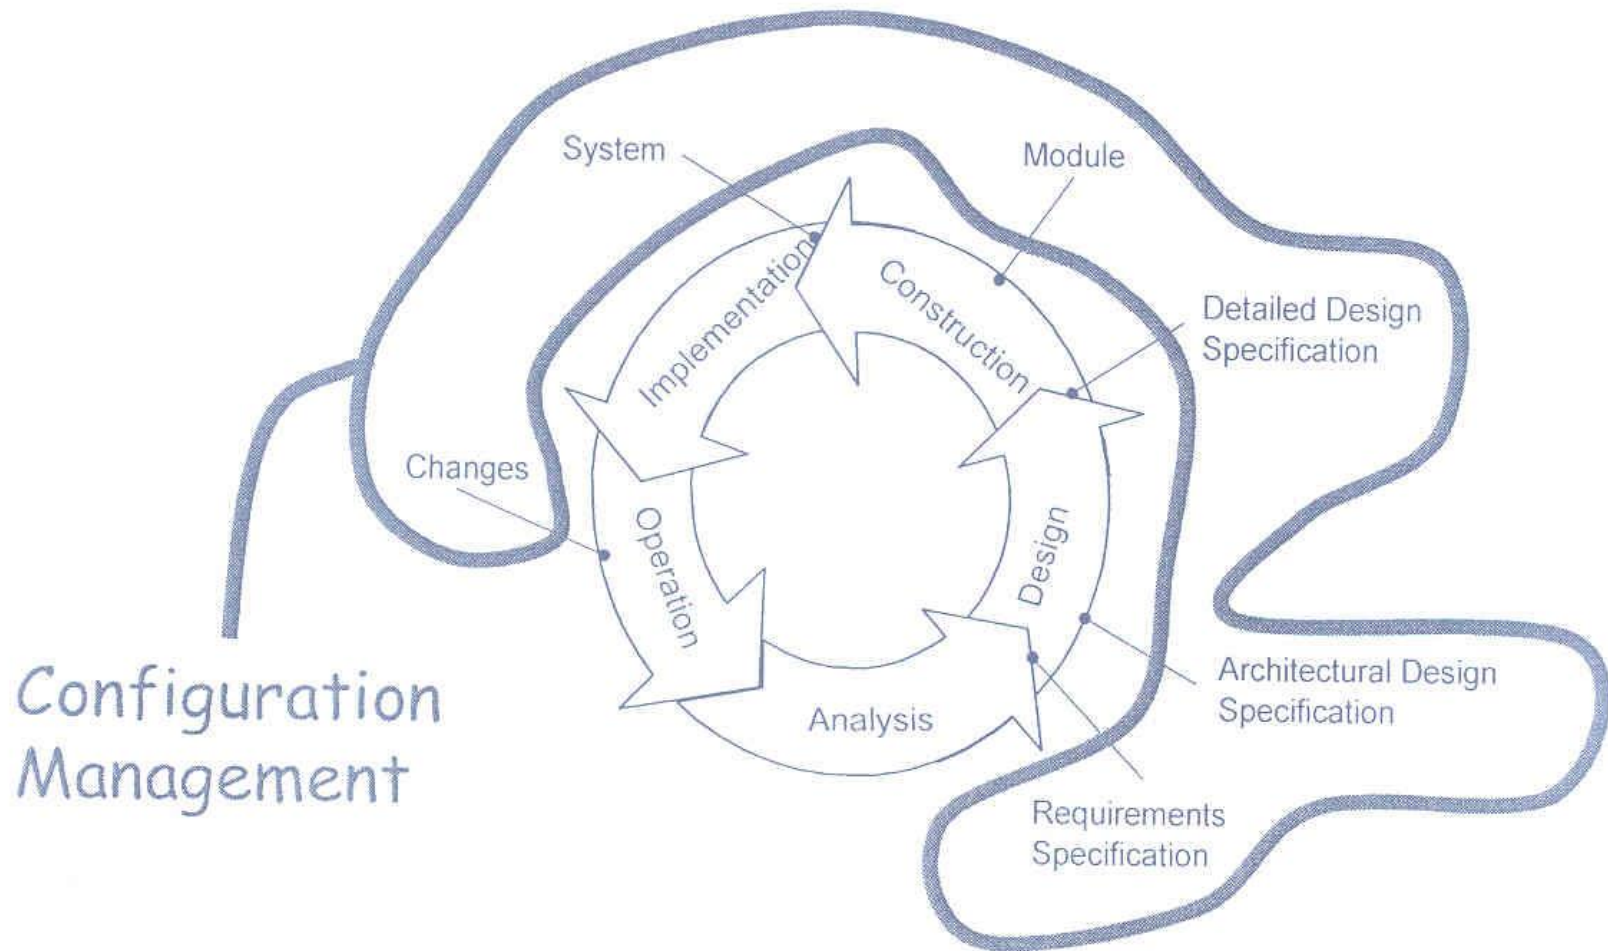 System
Module
Implementation
Construction
Detailed Design
Specification
Changes
Operation
Design
Configuration
Management
Analysis
Architectural Design
Specification
Requirements
Specification